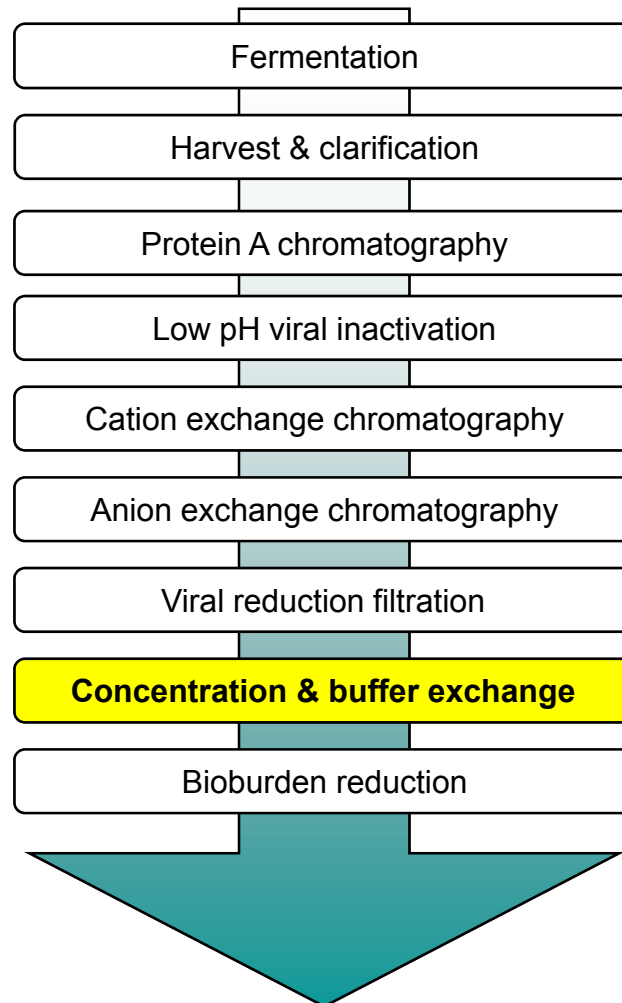 Fermentation
Harvest & clarification
Protein A chromatography
Low pH viral inactivation
Cation exchange chromatography
Anion exchange chromatography
Viral reduction filtration
Concentration & buffer exchange
Bioburden reduction